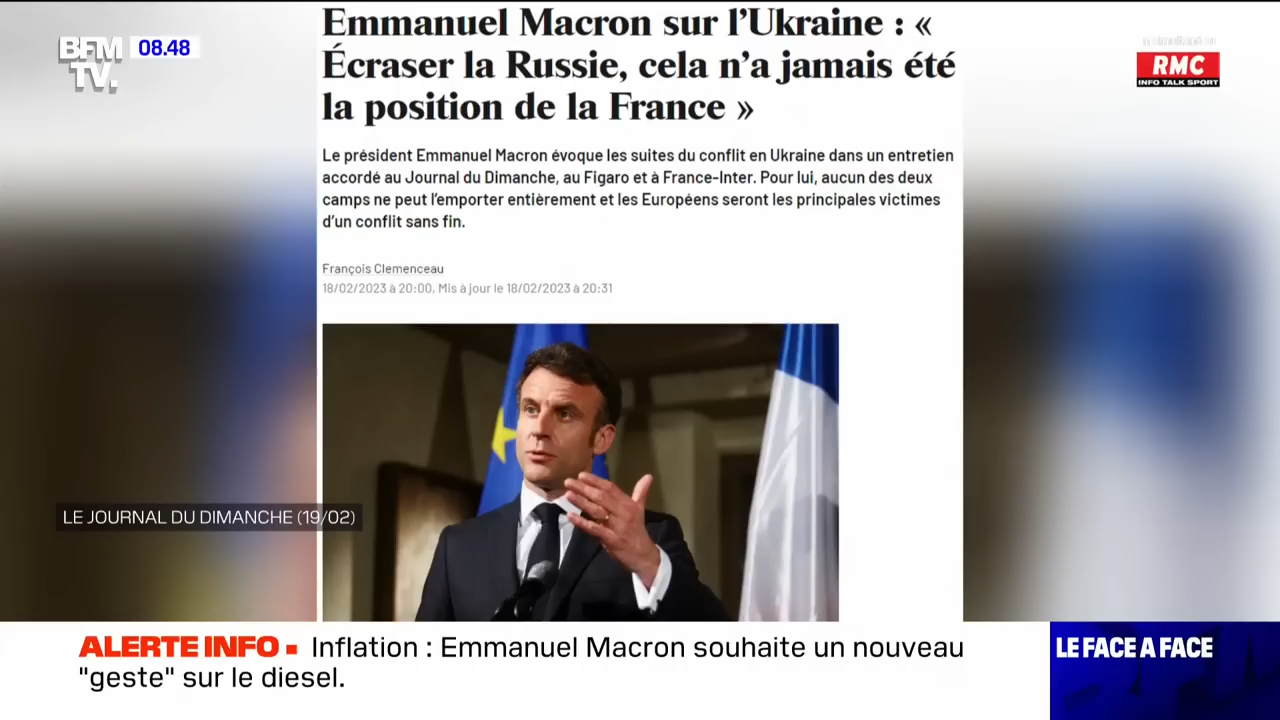 Emmanuel Macron sur l’Ukraine : «
Écraser la Russie, cela n’a jamais été
la position de la France »
BFM
TV.
08.48
RMC
INFO TALK SPORT
Le président Emmanuel Macron évoque les suites du conflit en Ukraine dans un entretien
accordé au Journal du Dimanche, au Figaro et à France-Inter. Pour lui, aucun des deux
camps ne peut l’emporter entièrement et les Européens seront les principales victimes
d’un conflit sans fin.
François Clemenceau
18/02/2023 à 20:00, Mis à jour le 18/02/2023 à 20:31
LE JOURNAL DU DIMANCHE (19/02)
ALERTE INFO ▪ Inflation : Emmanuel Macron souhaite un nouveau
"geste" sur le diesel.
LE FACE A FACE